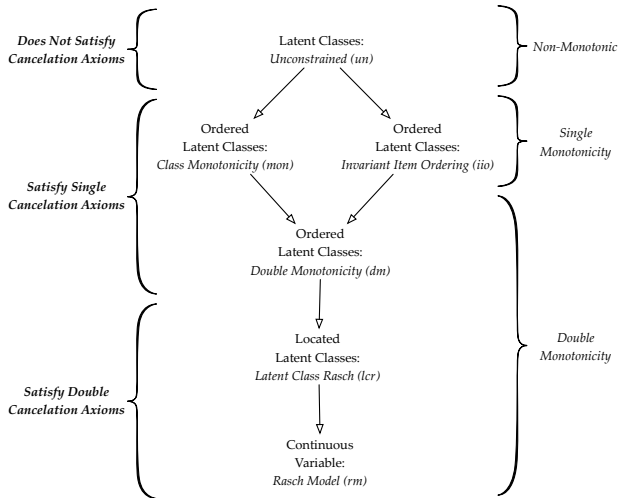 Does Not Satisfy
Cancelation Axioms
Latent Classes:
Unconstrained (un)
Non-Monotonic
Ordered
Latent Classes:
Class Monotonicity (mon)
Ordered
Latent Classes:
Invariant Item Ordering (iio)
Single
Monotonicity
Satisfy Single
Cancelation Axioms
Ordered
Latent Classes:
Double Monotonicity (dm)
Located
Latent Classes:
Latent Class Rasch (lcr)
Double
Monotonicity
Satisfy Double
Cancelation Axioms
Continuous
Variable:
Rasch Model (rm)